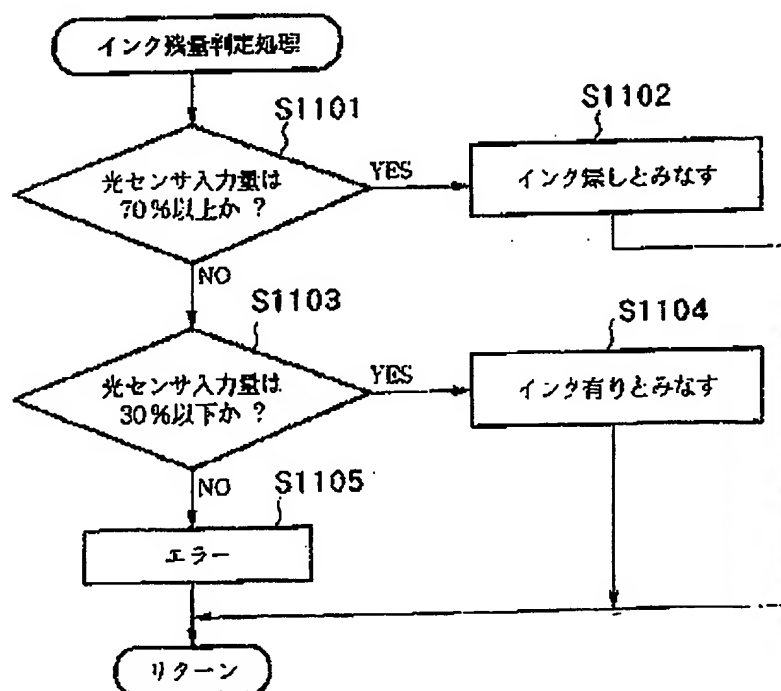 インク残量判定処理
S1101
S1102
光センサ入力量は
70%以上か?
YES
インク無しとみなす
NO
S1103
S1104
光センサ入力量は
30%以下か?
YES
インク有りとみなす
NO
S1105
エラー
リターン